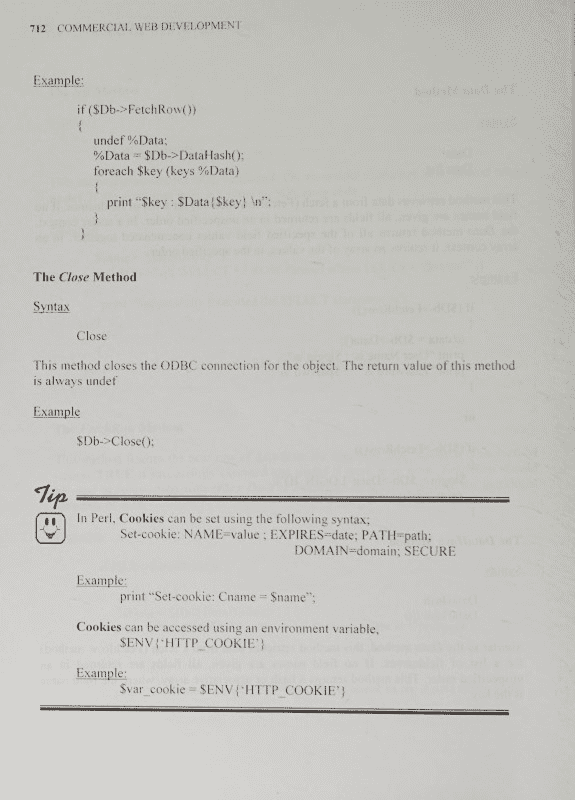 712 COMMERCIAL WEB DEVELOPMENT
Example:
if ($Db->FetchRow())
{
undef %Data;
%Data = $Db->DataHash();
foreach $key (keys %Data)
{
print “$key : $Data{$key} \n”;
}
}
The Close Method
Syntax
Close
This method closes the ODBC connection for the object. The return value of this method
is always undef
Example
$Db->Close();
Tip
In Perl, Cookies can be set using the following syntax;
Set-cookie: NAME=value ; EXPIRES=date; PATH=path;
DOMAIN=domain; SECURE
Example:
print “Set-cookie: Cname = $name”;
Cookies can be accessed using an environment variable,
$ENV{‘HTTP_COOKIE’}
Example:
$var_cookie = $ENV{‘HTTP_COOKIE’}